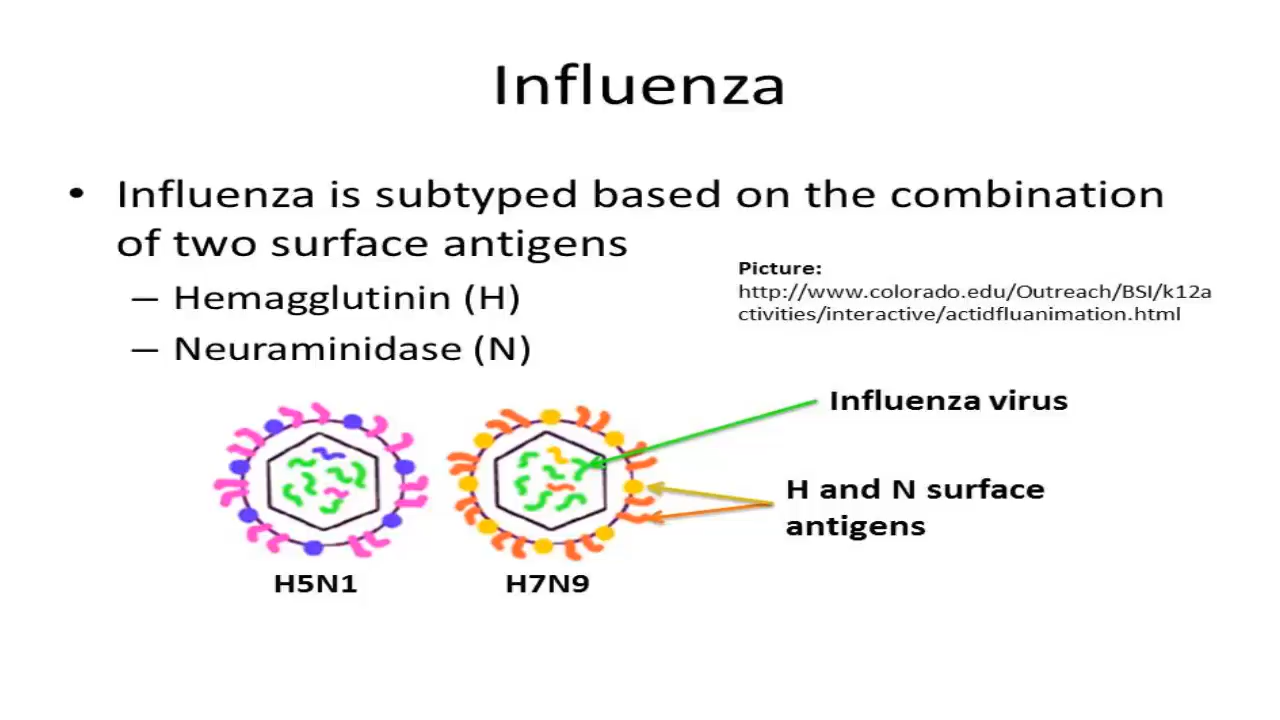 Influenza
• Influenza is subtyped based on the combination
of two surface antigens
– Hemagglutinin (H)
– Neuraminidase (N)
Picture:
http://www.colorado.edu/Outreach/BSI/k12a
ctivities/interactive/actidfluanimation.html
Influenza virus
H and N surface
antigens
H5N1
H7N9